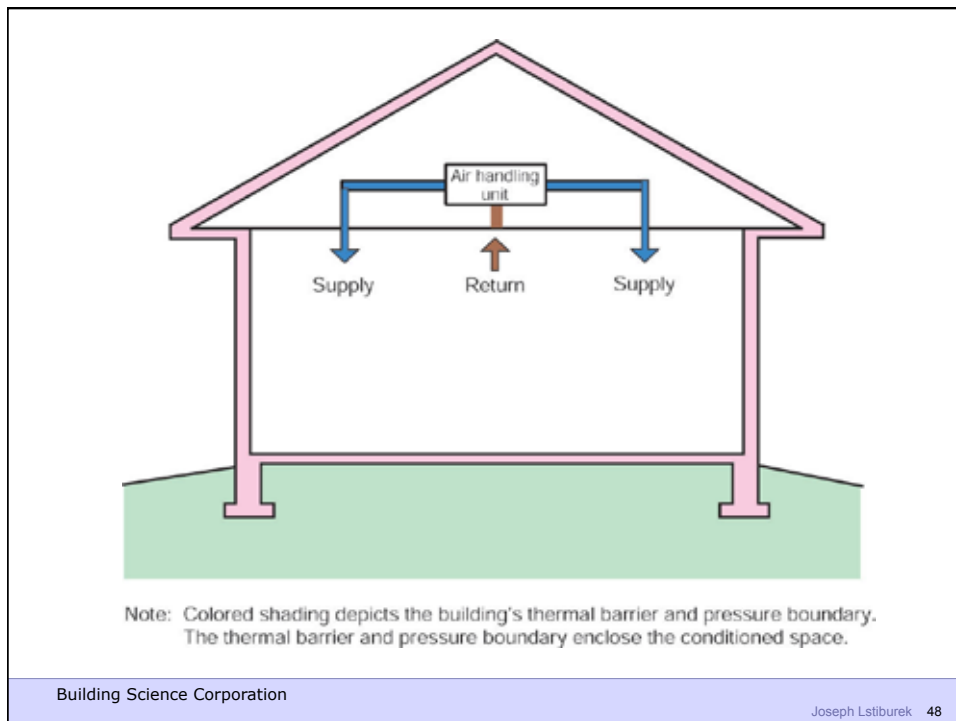 Air handling
unit
Supply
Return
Supply
Note: Colored shading depicts the building's thermal barrier and pressure boundary.
The thermal barrier and pressure boundary enclose the conditioned space.
Building Science Corporation
Joseph Lstiburek 48